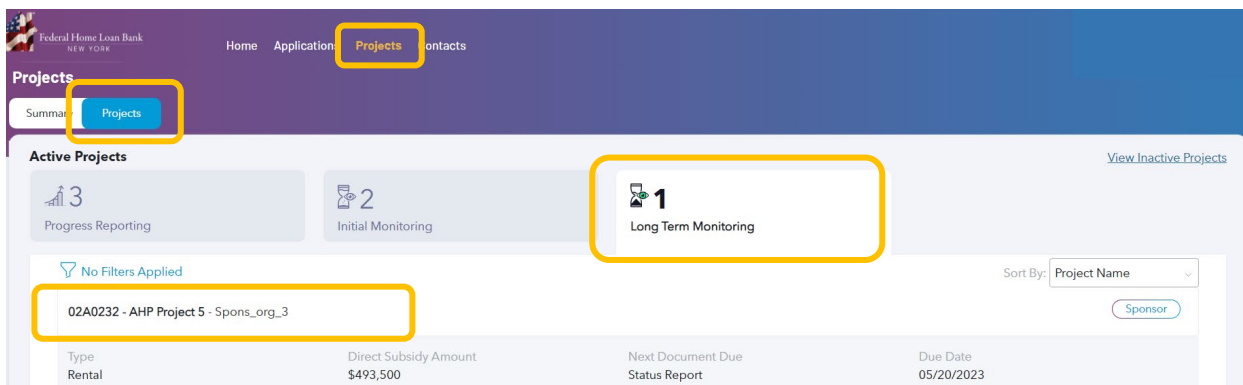 Federal Home Loan Bank
NEW YORK
Home Applications Projects Contacts
Projects
Summary Projects
Active Projects View Inactive Projects
3 2 1
Progress Reporting Initial Monitoring Long Term Monitoring
No Filters Applied Sort By: Project Name
02A0232 - AHP Project 5 - Spons_org_3 Sponsor
Type Direct Subsidy Amount Next Document Due Due Date
Rental $493,500 Status Report 05/20/2023